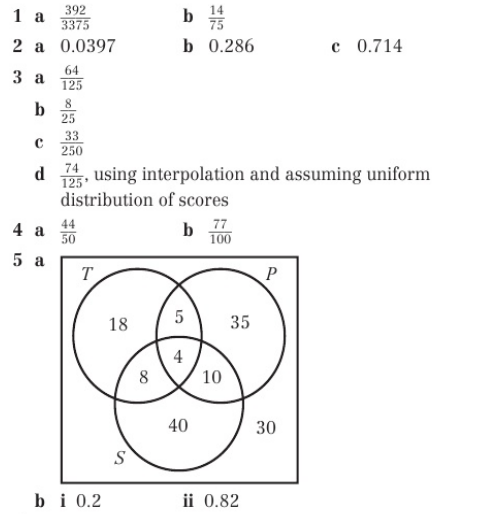 1 a 392/3375 b 14/75
2 a 0.0397 b 0.286 c 0.714
3 a 64/125
b 8/25
c 33/250
d 74/125, using interpolation and assuming uniform
distribution of scores
4 a 44/50 b 77/100
5 a
T P
18 5 35
4
8 10
40 30
S
b i 0.2 ii 0.82